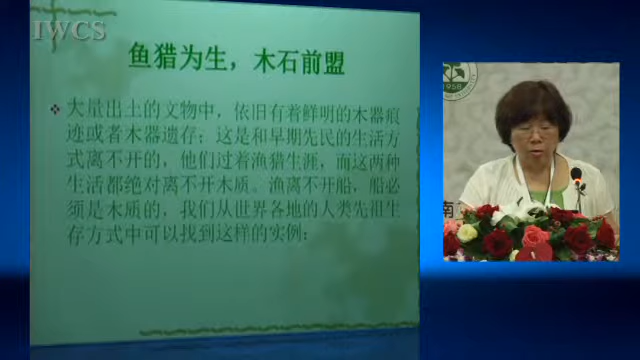 IWCS
鱼猎为生，木石前盟
大量出土的文物中，依旧有着鲜明的木器痕
迹或者木器遗存；这是和早期先民的生活方
式离不开的，他们过着渔猎生涯，而这两种
生活都绝对离不开木质。渔离不开船，船必
须是木质的，我们从世界各地的人类先祖生
存方式中可以找到这样的实例：
1958
南